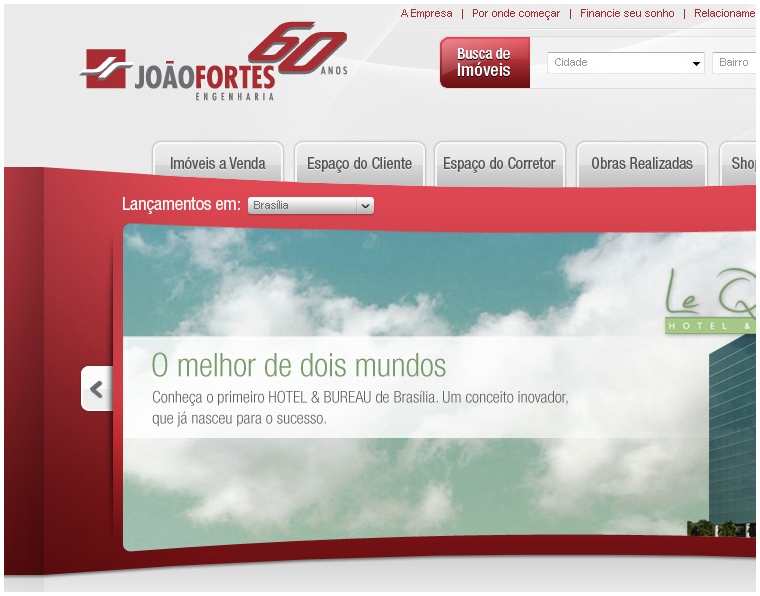 A Empresa | Por onde começar | Financie seu sonho |
60
JOÃOFORTES
ANOS
ENGENHARIA
Busca de
Imóveis
Cidade
Bairro
Imóveis a Venda
Espaço do Cliente
Espaço do Corretor
Obras Realizadas
Lançamentos em:
Brasília
Le
HOTEL &
O melhor de dois mundos
Conheça o primeiro HOTEL & BUREAU de Brasília. Um conceito inovador,
que já nasceu para o sucesso.